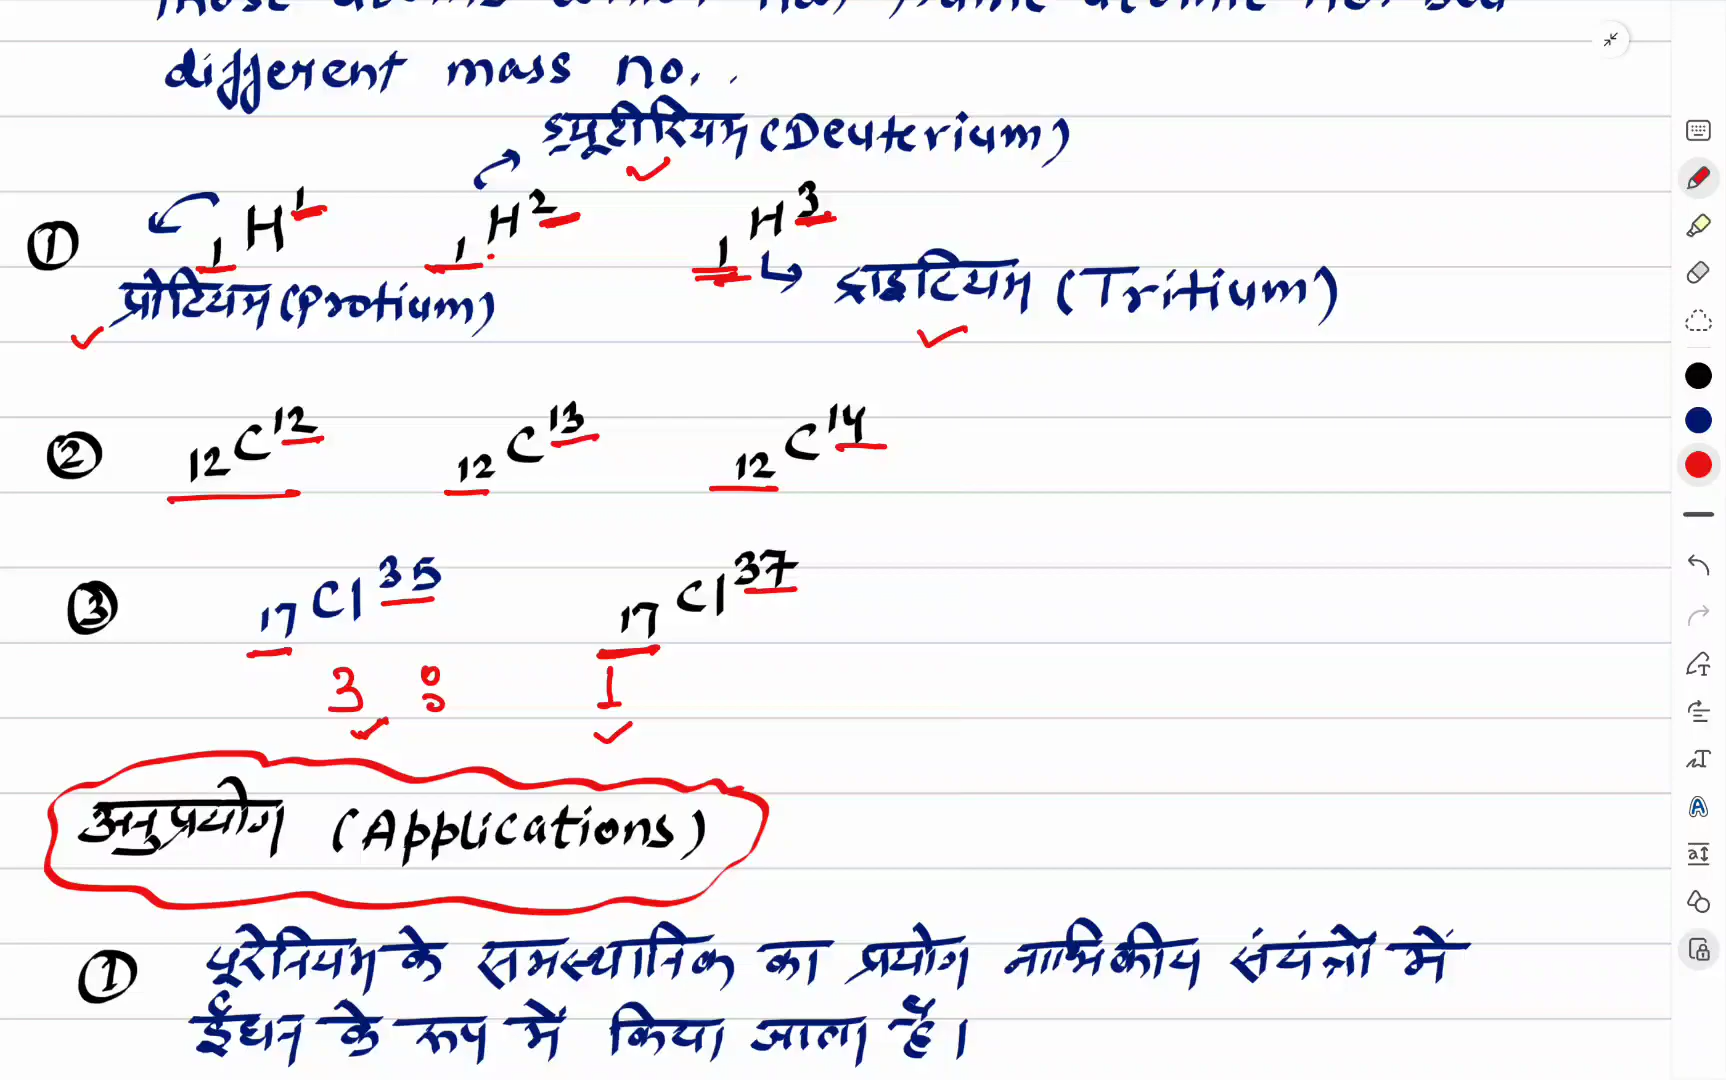 different mass no..
ड्यूटीरियम (Deuterium)
① ₁H¹ ₁H² ₁H³
प्रोटियम (Protium) ट्राइटियम (Tritium)
② ₁₂C¹² ₁₂C¹³ ₁₂C¹⁴
③ ₁₇Cl³⁵ ₁₇Cl³⁷
3 : 1
अनुप्रयोग (Applications)
① यूरेनियम के समस्थानिक का प्रयोग नाभिकीय संयंत्रों में
ईंधन के रूप में किया जाता है।